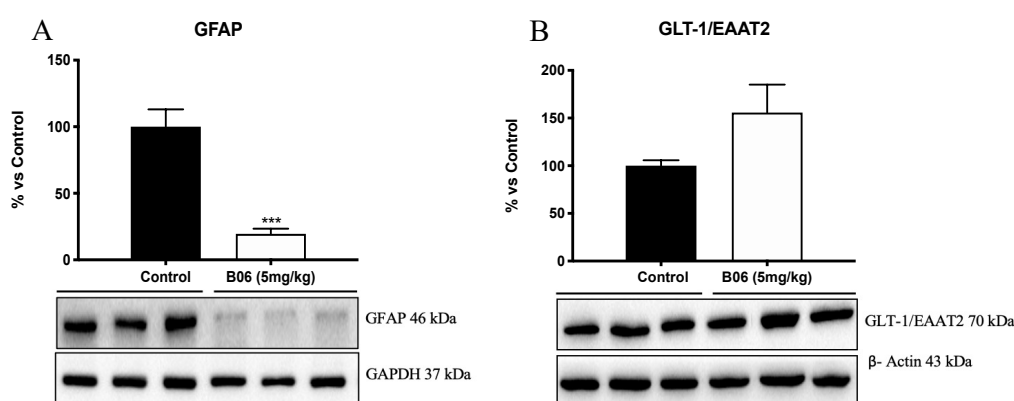 A
GFAP
% vs Control
150
100
50
0
***
Control
B06 (5mg/kg)
GFAP 46 kDa
GAPDH 37 kDa
B
GLT-1/EAAT2
% vs Control
200
150
100
50
0
Control
B06 (5mg/kg)
GLT-1/EAAT2 70 kDa
β- Actin 43 kDa